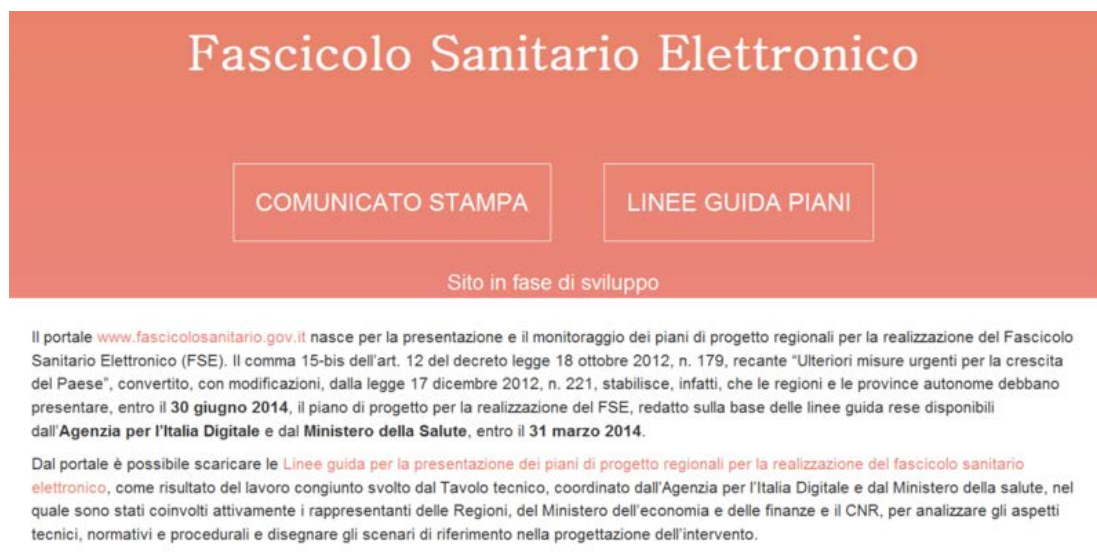 Fascicolo Sanitario Elettronico
COMUNICATO STAMPA
LINEE GUIDA PIANI
Sito in fase di sviluppo
Il portale www.fascicolosanitario.gov.it nasce per la presentazione e il monitoraggio dei piani di progetto regionali per la realizzazione del Fascicolo
Sanitario Elettronico (FSE). Il comma 15-bis dell'art. 12 del decreto legge 18 ottobre 2012, n. 179, recante “Ulteriori misure urgenti per la crescita
del Paese”, convertito, con modificazioni, dalla legge 17 dicembre 2012, n. 221, stabilisce, infatti, che le regioni e le province autonome debbano
presentare, entro il 30 giugno 2014, il piano di progetto per la realizzazione del FSE, redatto sulla base delle linee guida rese disponibili
dall'Agenzia per l'Italia Digitale e dal Ministero della Salute, entro il 31 marzo 2014.
Dal portale è possibile scaricare le Linee guida per la presentazione dei piani di progetto regionali per la realizzazione del fascicolo sanitario
elettronico, come risultato del lavoro congiunto svolto dal Tavolo tecnico, coordinato dall'Agenzia per l'Italia Digitale e dal Ministero della salute, nel
quale sono stati coinvolti attivamente i rappresentanti delle Regioni, del Ministero dell'economia e delle finanze e il CNR, per analizzare gli aspetti
tecnici, normativi e procedurali e disegnare gli scenari di riferimento nella progettazione dell'intervento.